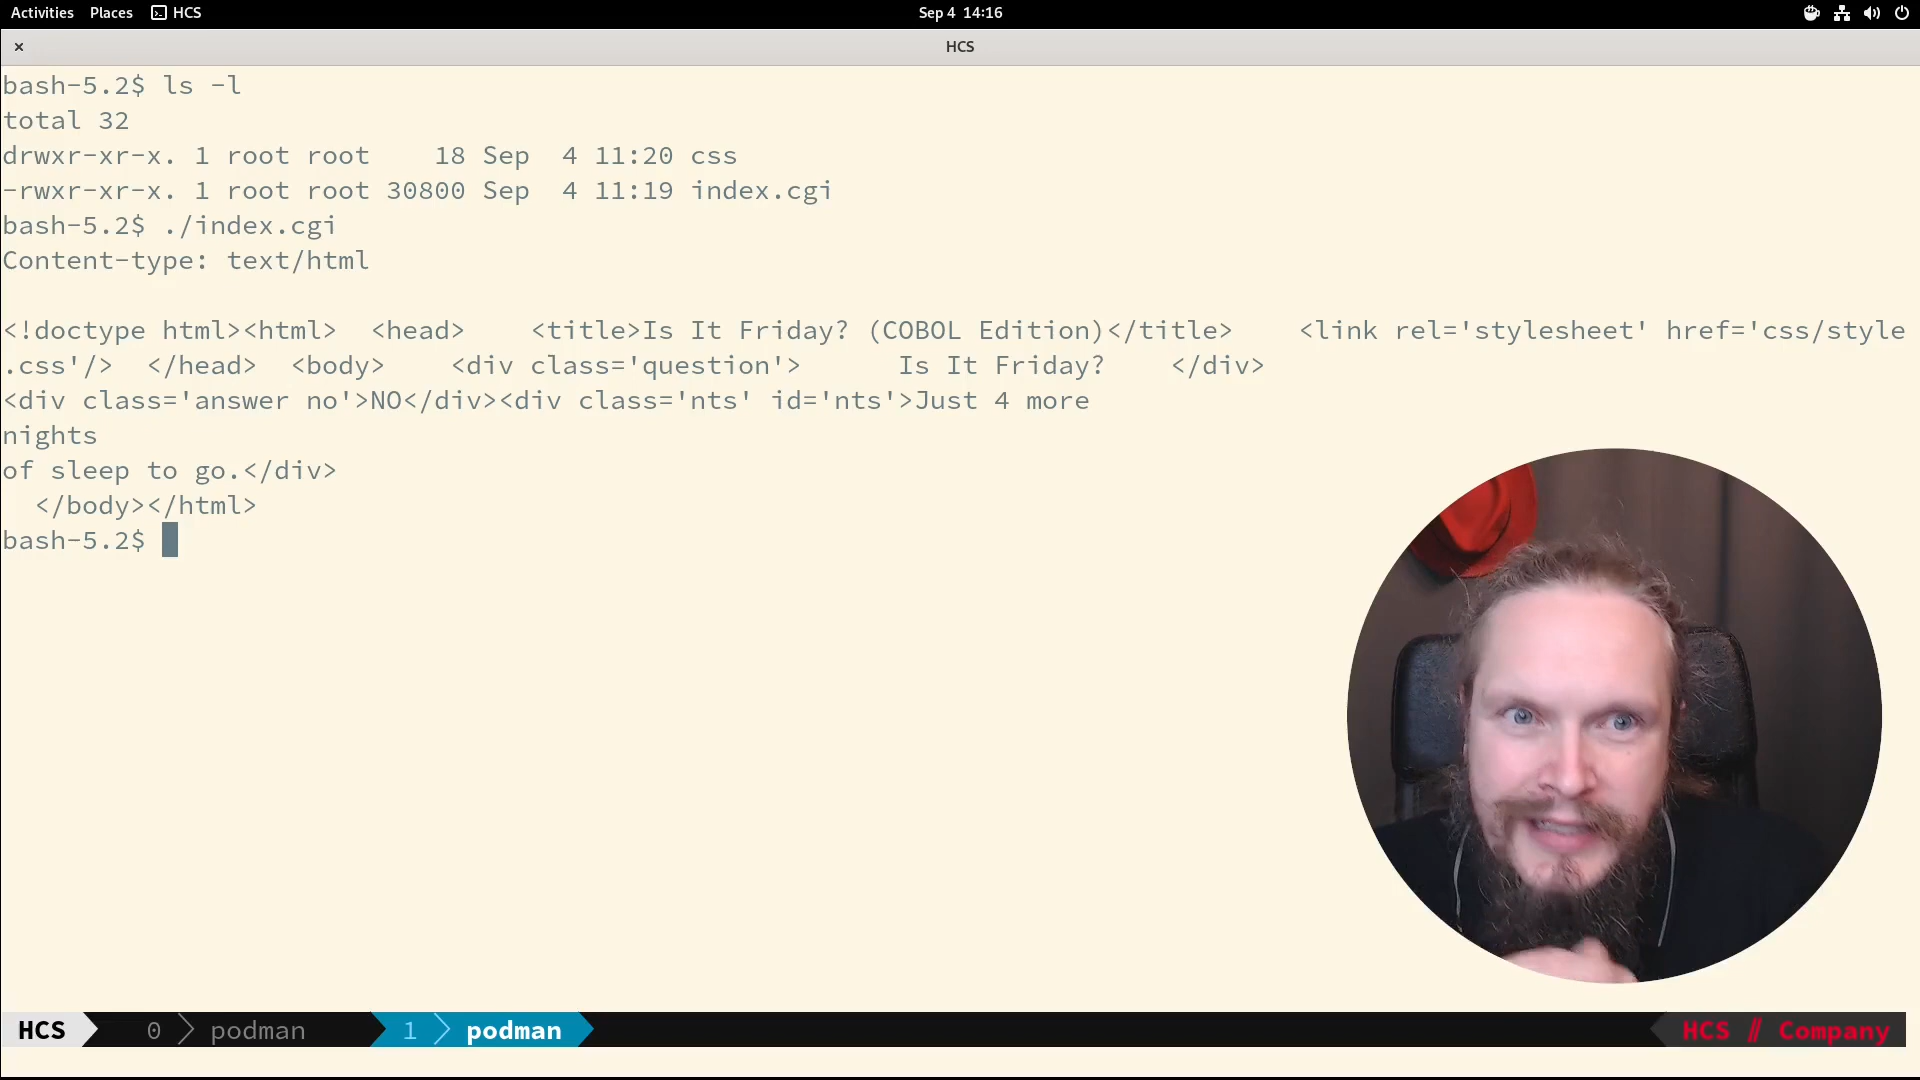 Activities Places HCS Sep 4 14:16
× HCS
bash-5.2$ ls -l
total 32
drwxr-xr-x. 1 root root    18 Sep  4 11:20 css
-rwxr-xr-x. 1 root root 30800 Sep  4 11:19 index.cgi
bash-5.2$ ./index.cgi
Content-type: text/html
<!doctype html><html>  <head>    <title>Is It Friday? (COBOL Edition)</title>    <link rel='stylesheet' href='css/style
.css'/>  </head>  <body>    <div class='question'>      Is It Friday?    </div>
<div class='answer no'>NO</div><div class='nts' id='nts'>Just 4 more
nights
of sleep to go.</div>
  </body></html>
bash-5.2$
HCS 0 podman 1 podman HCS // Company